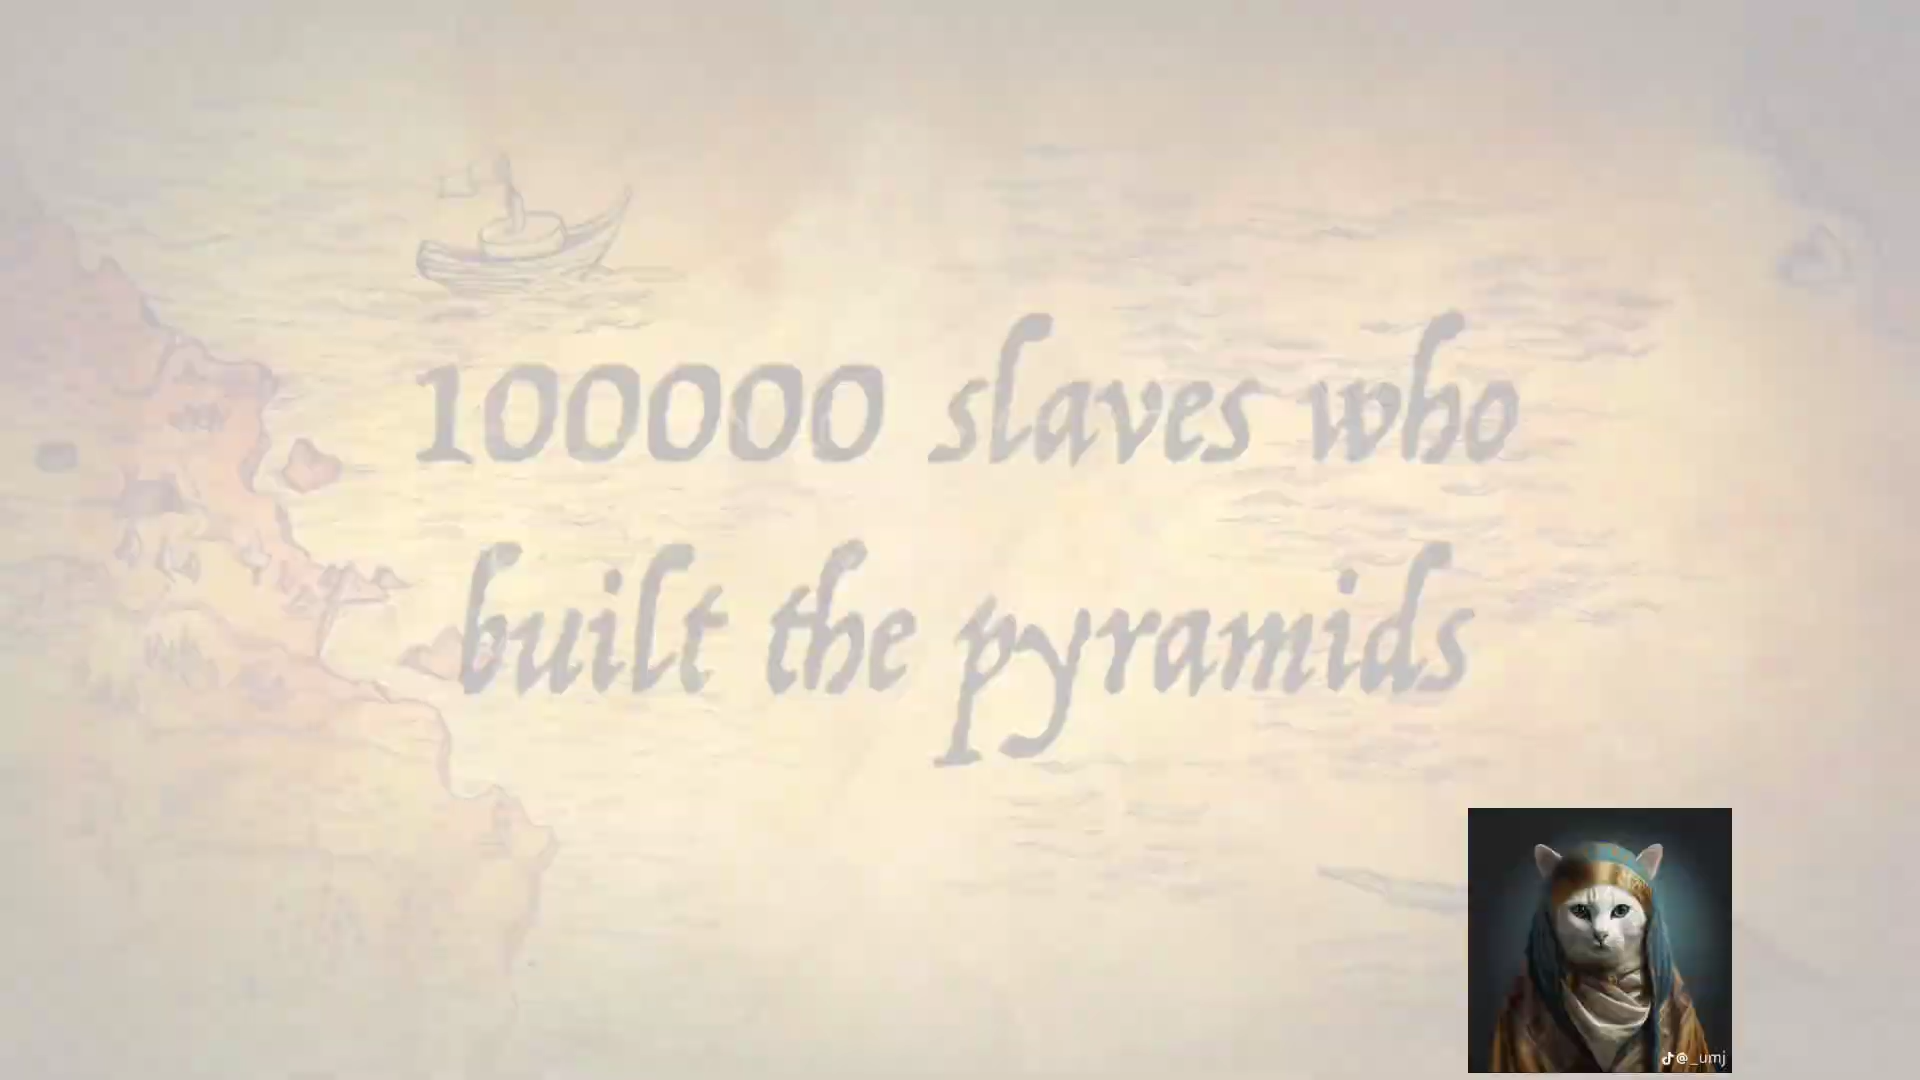 100000 slaves who
built the pyramids
@_umj